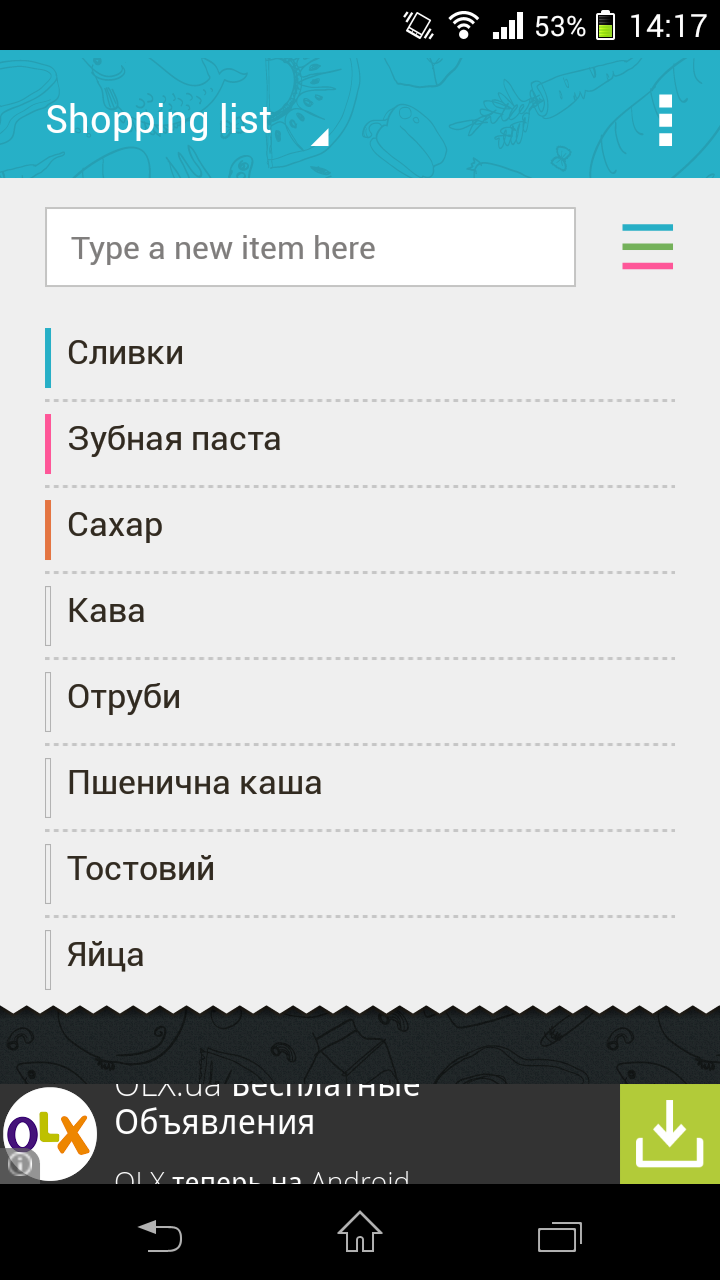 53% 14:17
Shopping list
Type a new item here
Сливки
Зубная паста
Сахар
Кава
Отруби
Пшенична каша
Тостовий
Яйца
OLX.ua Бесплатные
Объявления
OLX
OLX теперь на Android